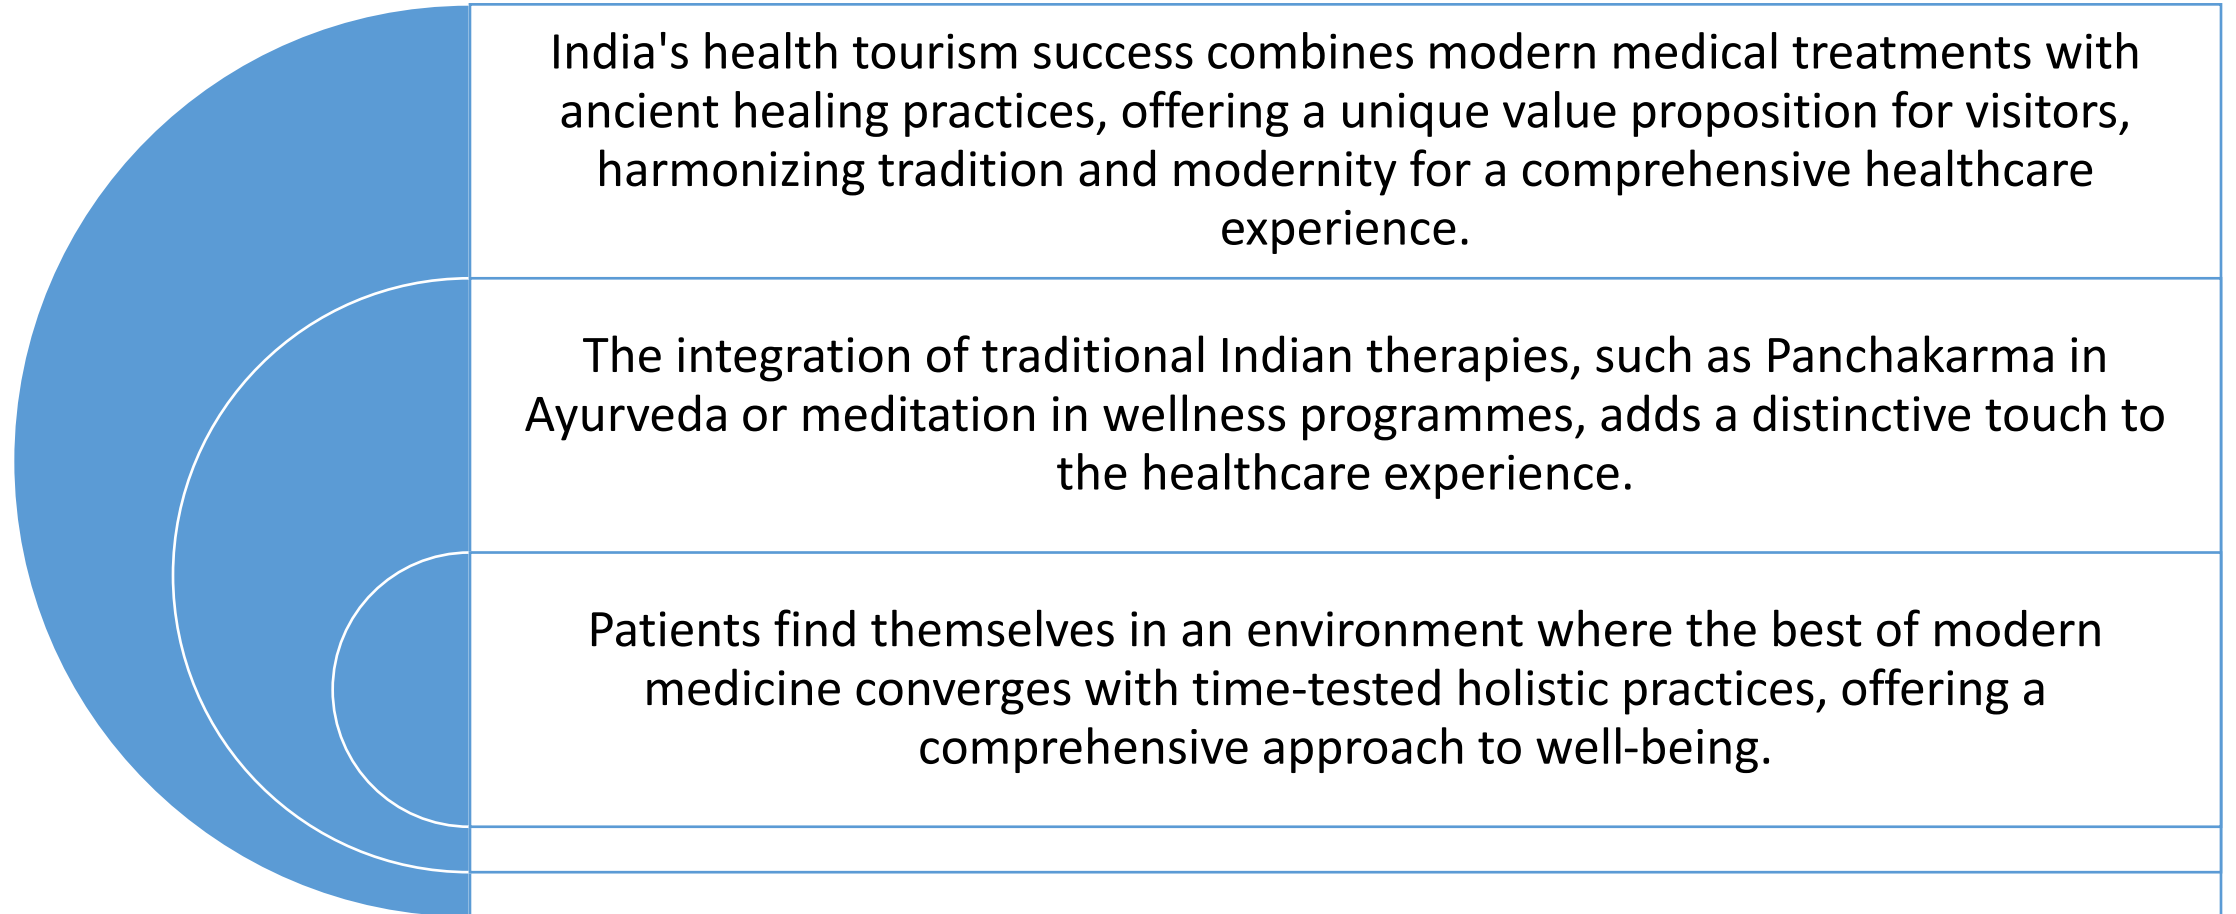 India's health tourism success combines modern medical treatments with
ancient healing practices, offering a unique value proposition for visitors,
harmonizing tradition and modernity for a comprehensive healthcare
experience.
The integration of traditional Indian therapies, such as Panchakarma in
Ayurveda or meditation in wellness programmes, adds a distinctive touch to
the healthcare experience.
Patients find themselves in an environment where the best of modern
medicine converges with time-tested holistic practices, offering a
comprehensive approach to well-being.